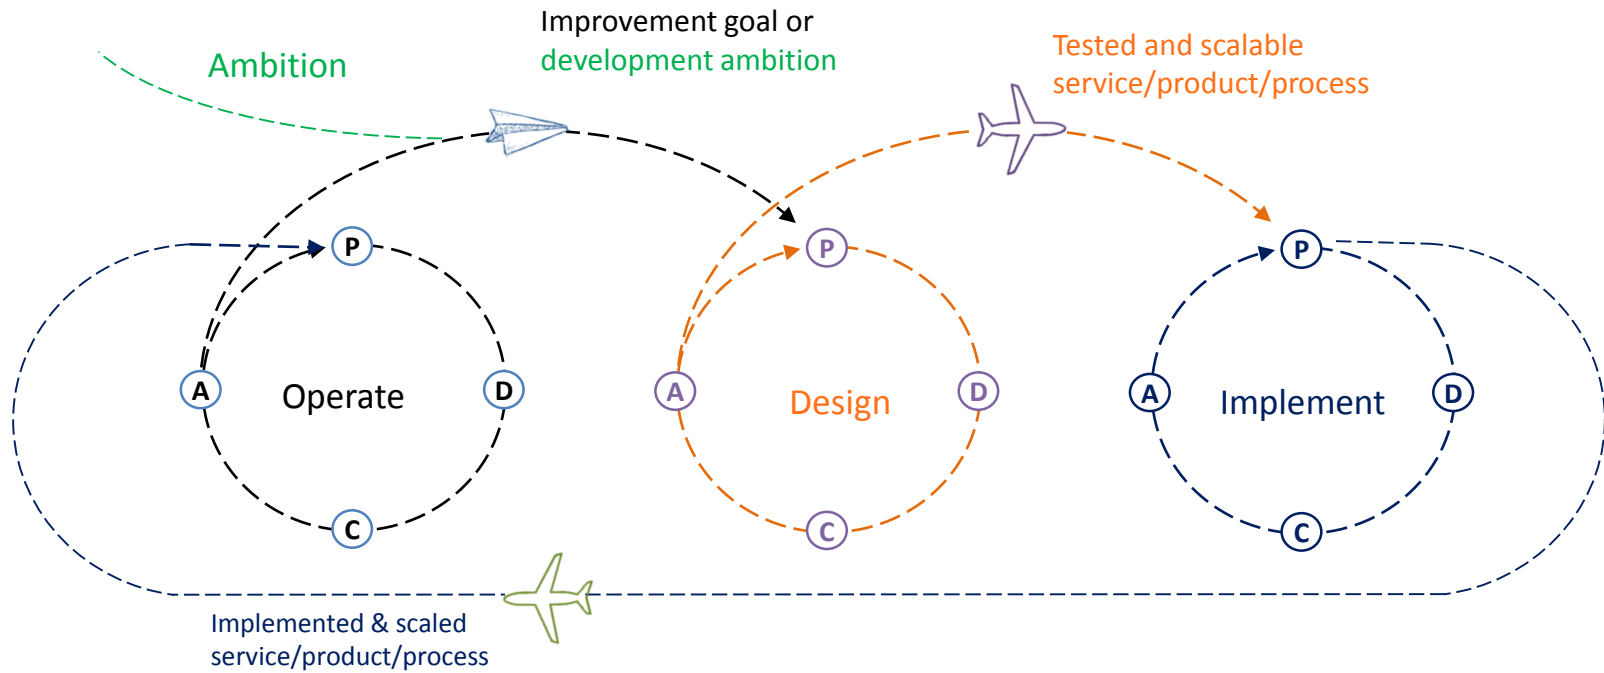 Ambition
Improvement goal or
development ambition
Tested and scalable
service/product/process
P
A
D
C
Operate
P
A
D
C
Design
P
A
D
C
Implement
Implemented & scaled
service/product/process